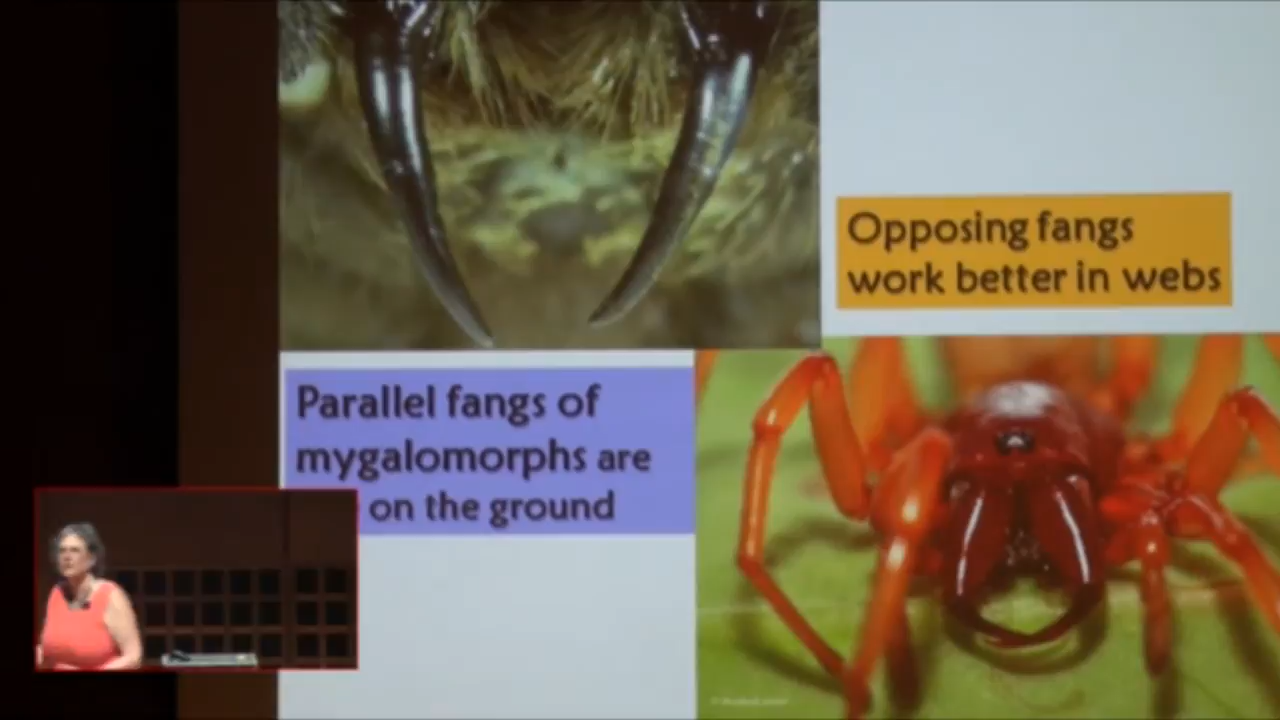 Opposing fangs
work better in webs
Parallel fangs of
mygalomorphs are
on the ground